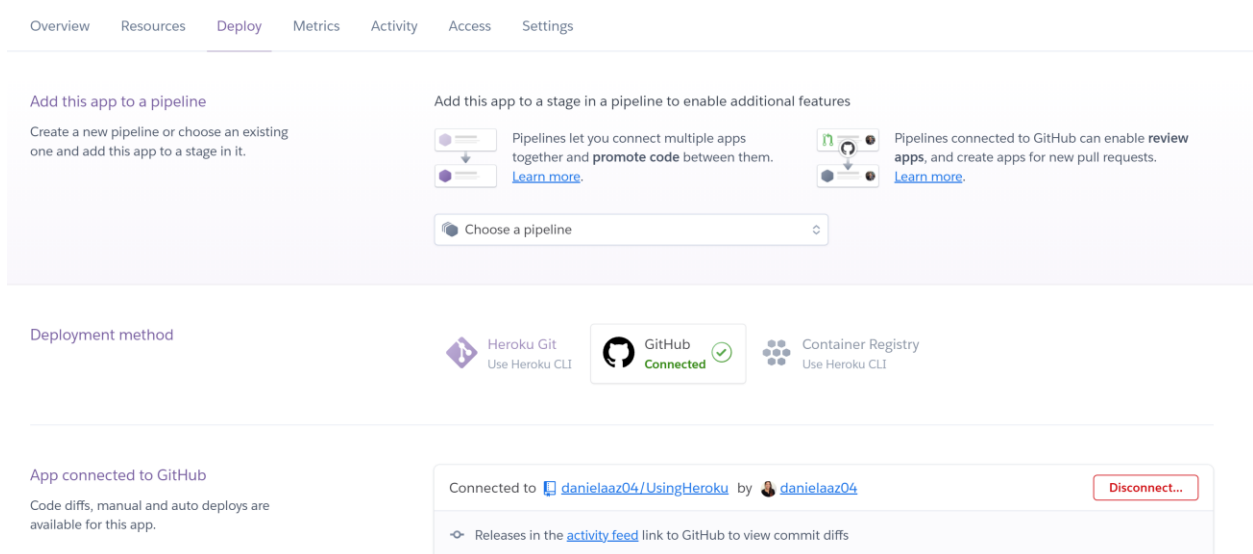 Overview Resources Deploy Metrics Activity Access Settings
Add this app to a pipeline
Create a new pipeline or choose an existing
one and add this app to a stage in it.
Add this app to a stage in a pipeline to enable additional features
Pipelines let you connect multiple apps
together and promote code between them.
Learn more.
Pipelines connected to GitHub can enable review
apps, and create apps for new pull requests.
Learn more.
Choose a pipeline
Deployment method
Heroku Git
Use Heroku CLI
GitHub
Connected
Container Registry
Use Heroku CLI
App connected to GitHub
Code diffs, manual and auto deploys are
available for this app.
Connected to danielaaz04/UsingHeroku by danielaaz04
Disconnect...
Releases in the activity feed link to GitHub to view commit diffs